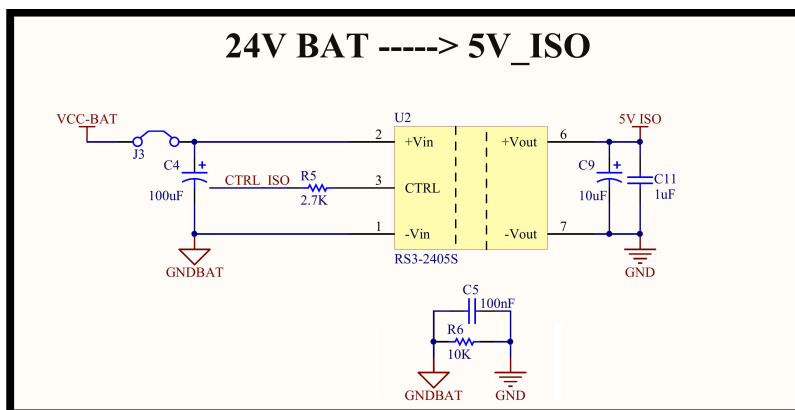 24V BAT -----> 5V_ISO
VCC-BAT
J3
C4
100uF
CTRL_ISO
R5
2.7K
U2
2
+Vin
3
CTRL
1
-Vin
+Vout
6
-Vout
7
RS3-2405S
5V ISO
C9
10uF
C11
1uF
GNDBAT
GND
C5
100nF
R6
10K
GNDBAT
GND